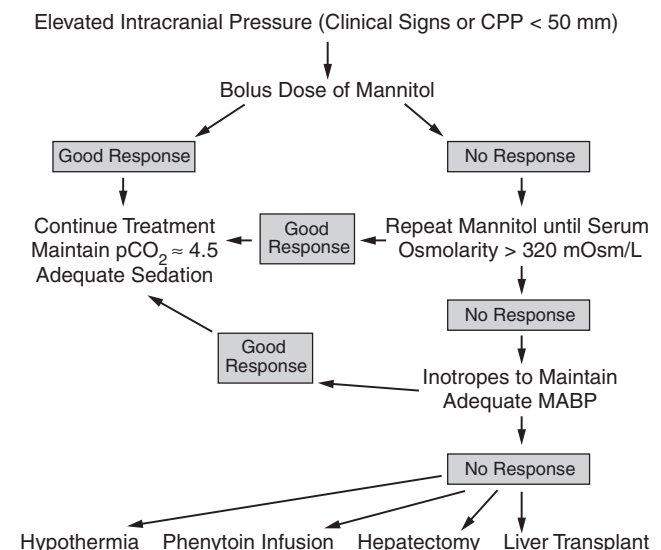 Elevated Intracranial Pressure (Clinical Signs or CPP < 50 mm)
Bolus Dose of Mannitol
Good Response
No Response
Continue Treatment
Maintain pCO2 ≈ 4.5
Adequate Sedation
Good
Response
Repeat Mannitol until Serum
Osmolarity > 320 mOsm/L
No Response
Good
Response
Inotropes to Maintain
Adequate MABP
No Response
Hypothermia
Phenytoin Infusion
Hepatectomy
Liver Transplant